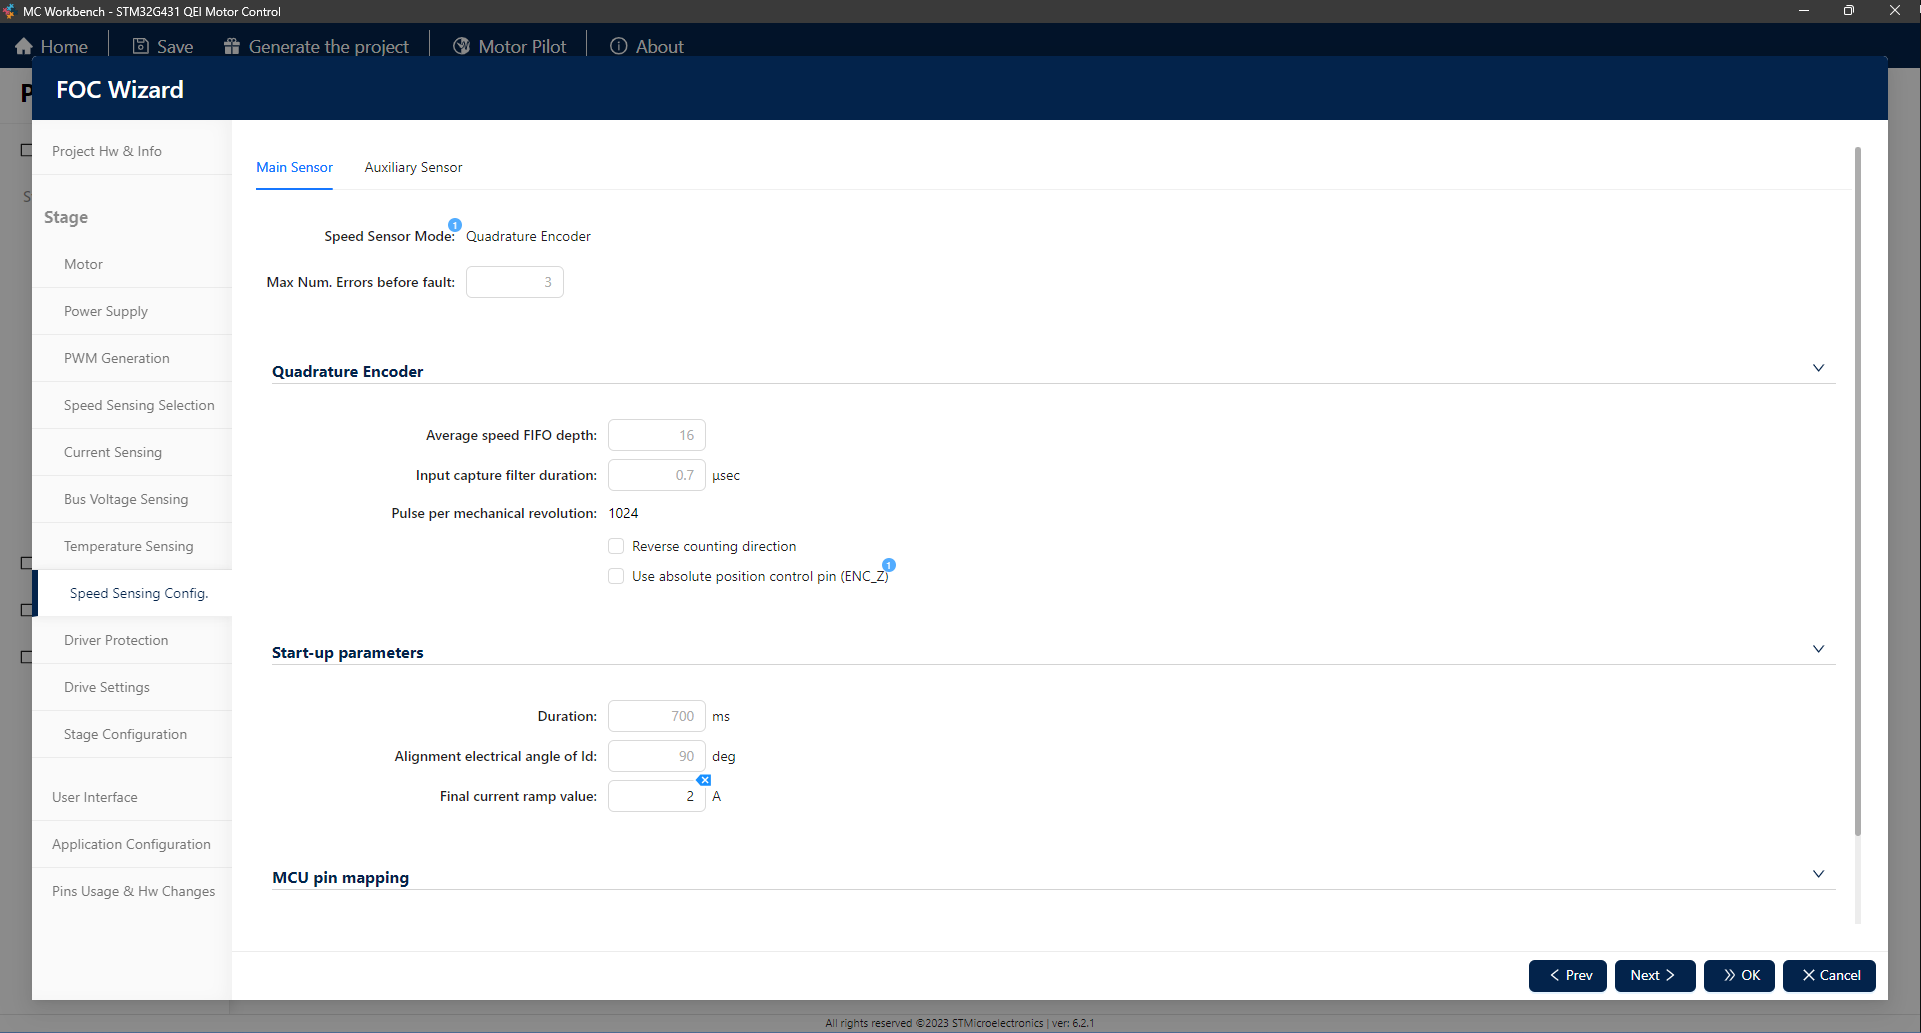 MC Workbench - STM32G431 QEI Motor Control
Home Save Generate the project Motor Pilot About
P
FOC Wizard
Project Hw & Info
S
Stage
Motor
Power Supply
PWM Generation
Speed Sensing Selection
Current Sensing
Bus Voltage Sensing
Temperature Sensing
Speed Sensing Config.
Driver Protection
Drive Settings
Stage Configuration
User Interface
Application Configuration
Pins Usage & Hw Changes
Main Sensor Auxiliary Sensor
Speed Sensor Mode: 1 Quadrature Encoder
Max Num. Errors before fault: 3
Quadrature Encoder
Average speed FIFO depth: 16
Input capture filter duration: 0.7 µsec
Pulse per mechanical revolution: 1024
Reverse counting direction
Use absolute position control pin (ENC_Z) 1
Start-up parameters
Duration: 700 ms
Alignment electrical angle of Id: 90 deg
Final current ramp value: 2 A
MCU pin mapping
Prev Next OK Cancel
All rights reserved ©2023 STMicroelectronics | ver: 6.2.1